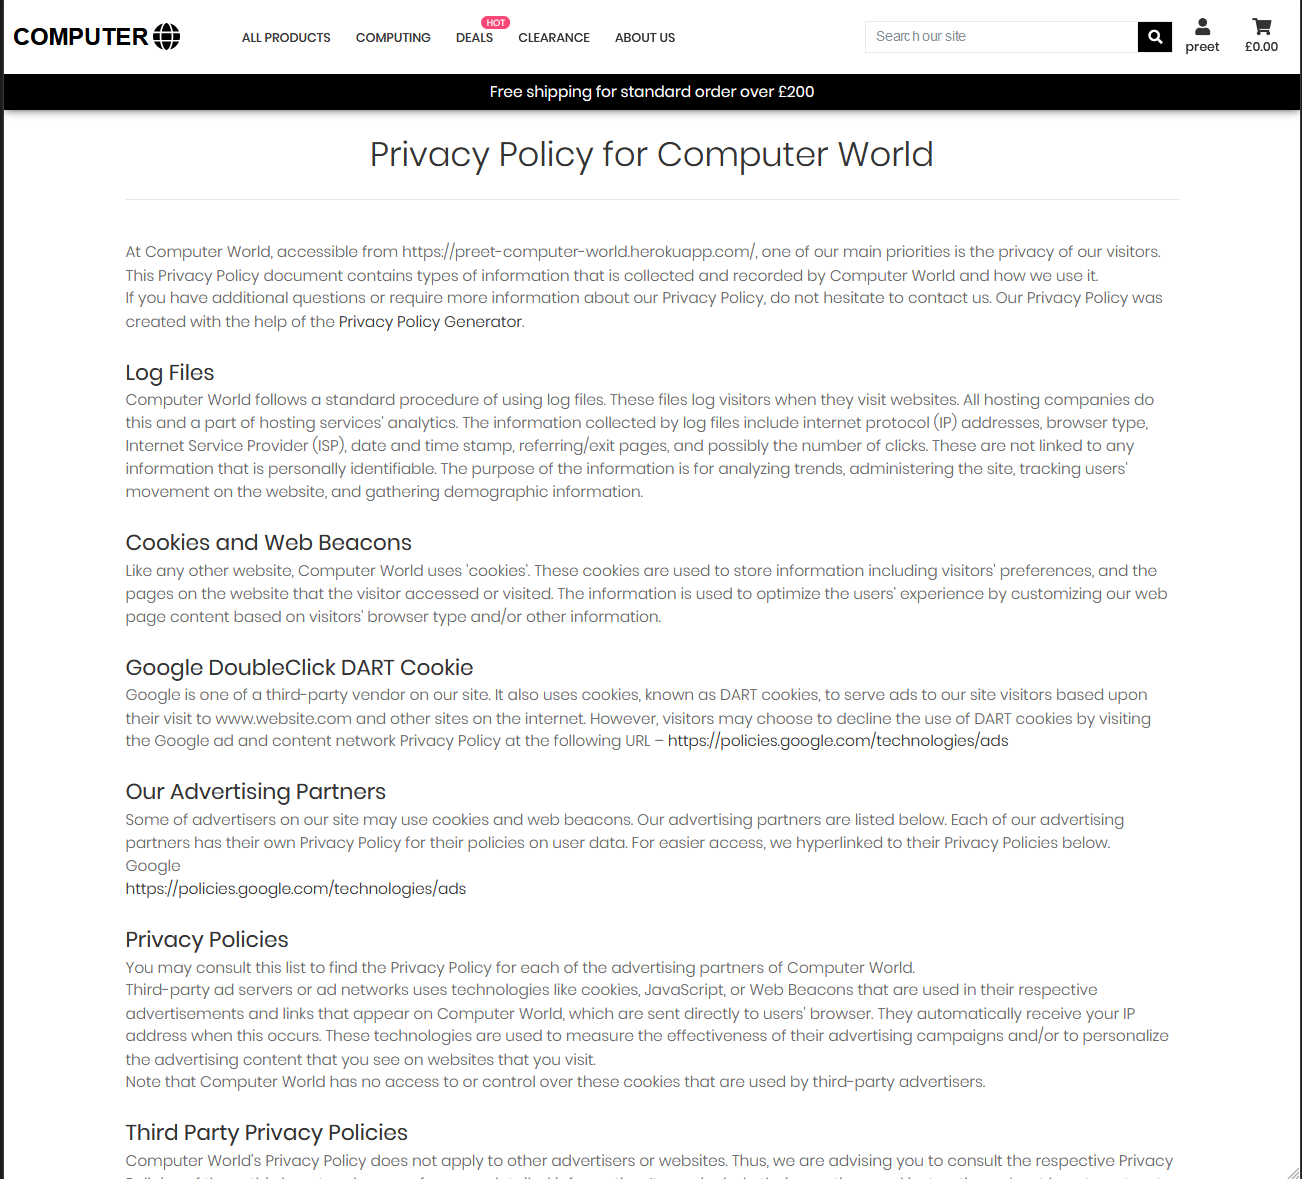 COMPUTER
ALL PRODUCTS
COMPUTING
DEALS
HOT
CLEARANCE
ABOUT US
Search our site
preet
£0.00
Free shipping for standard order over £200
Privacy Policy for Computer World
At Computer World, accessible from https://preet-computer-world.herokuapp.com/, one of our main priorities is the privacy of our visitors.
This Privacy Policy document contains types of information that is collected and recorded by Computer World and how we use it.
If you have additional questions or require more information about our Privacy Policy, do not hesitate to contact us. Our Privacy Policy was
created with the help of the Privacy Policy Generator.
Log Files
Computer World follows a standard procedure of using log files. These files log visitors when they visit websites. All hosting companies do
this and a part of hosting services' analytics. The information collected by log files include internet protocol (IP) addresses, browser type,
Internet Service Provider (ISP), date and time stamp, referring/exit pages, and possibly the number of clicks. These are not linked to any
information that is personally identifiable. The purpose of the information is for analyzing trends, administering the site, tracking users'
movement on the website, and gathering demographic information.
Cookies and Web Beacons
Like any other website, Computer World uses 'cookies'. These cookies are used to store information including visitors' preferences, and the
pages on the website that the visitor accessed or visited. The information is used to optimize the users' experience by customizing our web
page content based on visitors' browser type and/or other information.
Google DoubleClick DART Cookie
Google is one of a third-party vendor on our site. It also uses cookies, known as DART cookies, to serve ads to our site visitors based upon
their visit to www.website.com and other sites on the internet. However, visitors may choose to decline the use of DART cookies by visiting
the Google ad and content network Privacy Policy at the following URL – https://policies.google.com/technologies/ads
Our Advertising Partners
Some of advertisers on our site may use cookies and web beacons. Our advertising partners are listed below. Each of our advertising
partners has their own Privacy Policy for their policies on user data. For easier access, we hyperlinked to their Privacy Policies below.
Google
https://policies.google.com/technologies/ads
Privacy Policies
You may consult this list to find the Privacy Policy for each of the advertising partners of Computer World.
Third-party ad servers or ad networks uses technologies like cookies, JavaScript, or Web Beacons that are used in their respective
advertisements and links that appear on Computer World, which are sent directly to users' browser. They automatically receive your IP
address when this occurs. These technologies are used to measure the effectiveness of their advertising campaigns and/or to personalize
the advertising content that you see on websites that you visit.
Note that Computer World has no access to or control over these cookies that are used by third-party advertisers.
Third Party Privacy Policies
Computer World's Privacy Policy does not apply to other advertisers or websites. Thus, we are advising you to consult the respective Privacy